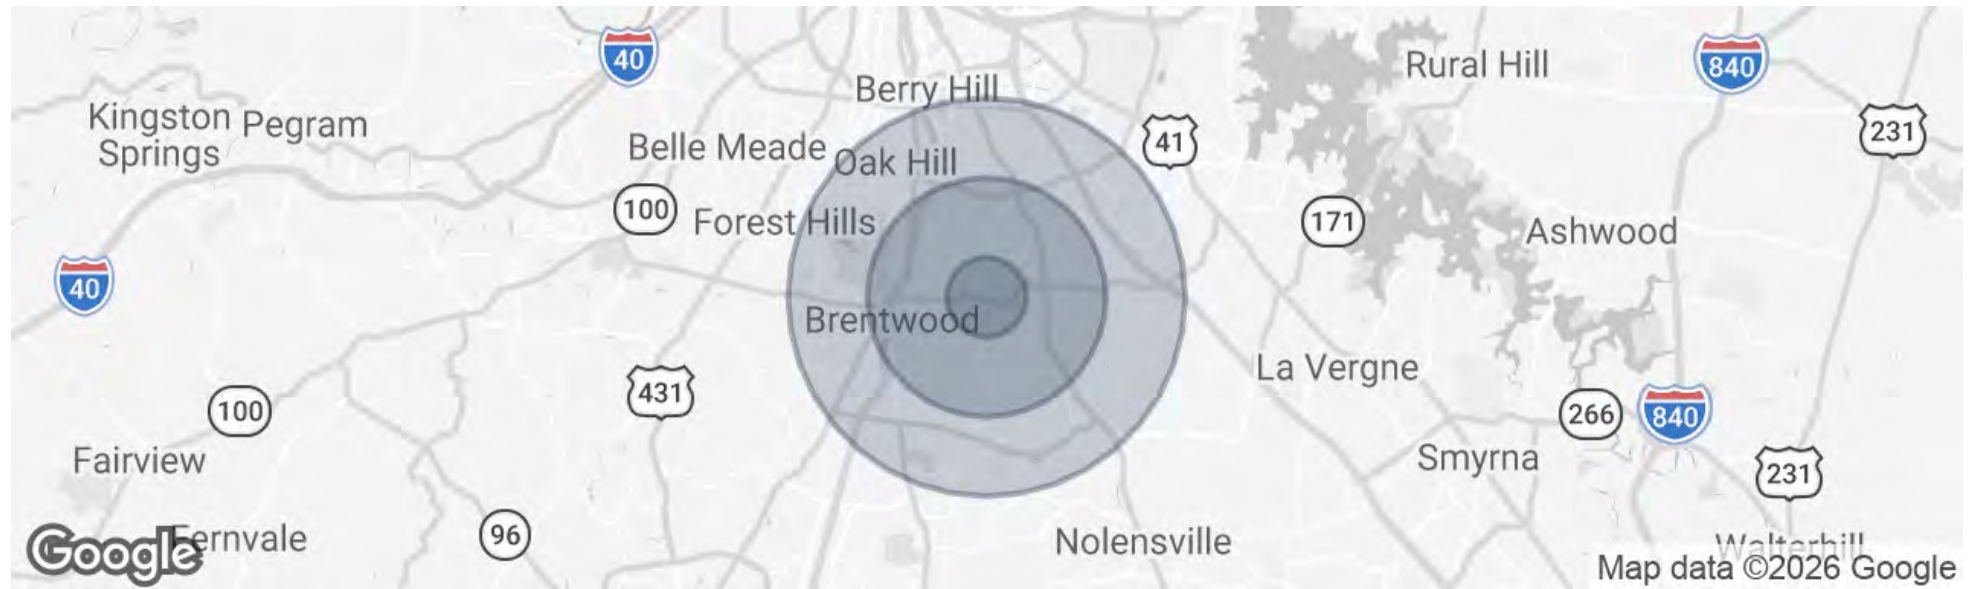 40
Rural Hill
840
Berry Hill
Kingston
Springs
Pegram
Belle Meade
Oak Hill
41
231
100
Forest Hills
171
Ashwood
40
Brentwood
La Vergne
431
100
266
840
Fairview
Smyrna
231
96
Fernvale
Nolensville
Walterhill
Google
Map data ©2026 Google